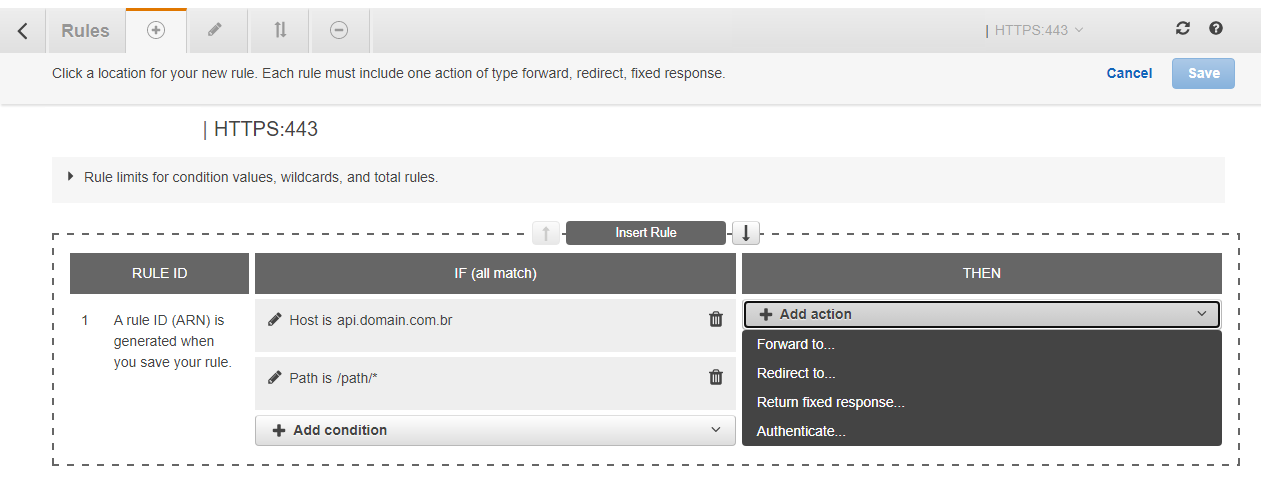 Rules
| HTTPS:443
Click a location for your new rule. Each rule must include one action of type forward, redirect, fixed response.
Cancel
Save
| HTTPS:443
Rule limits for condition values, wildcards, and total rules.
Insert Rule
RULE ID
IF (all match)
THEN
1
A rule ID (ARN) is
generated when
you save your rule.
Host is api.domain.com.br
Path is /path/*
Add condition
Add action
Forward to...
Redirect to...
Return fixed response...
Authenticate...